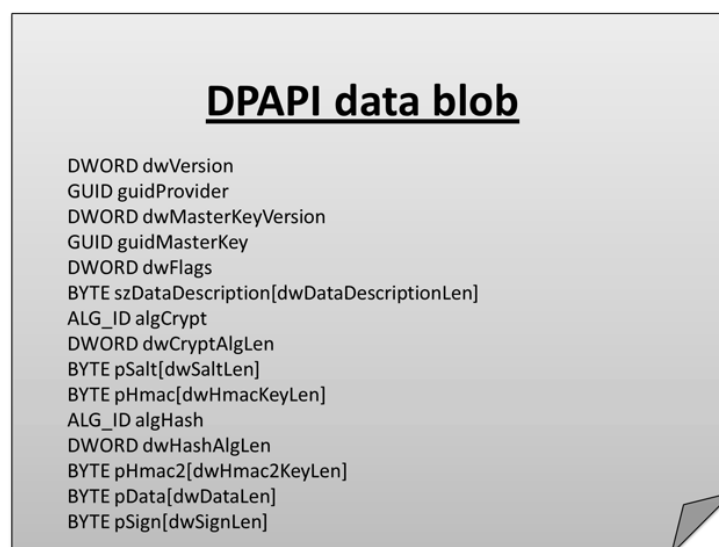 DPAPI data blob
DWORD dwVersion
GUID guidProvider
DWORD dwMasterKeyVersion
GUID guidMasterKey
DWORD dwFlags
BYTE szDataDescription[dwDataDescriptionLen]
ALG_ID algCrypt
DWORD dwCryptAlgLen
BYTE pSalt[dwSaltLen]
BYTE pHmac[dwHmacKeyLen]
ALG_ID algHash
DWORD dwHashAlgLen
BYTE pHmac2[dwHmac2KeyLen]
BYTE pData[dwDataLen]
BYTE pSign[dwSignLen]